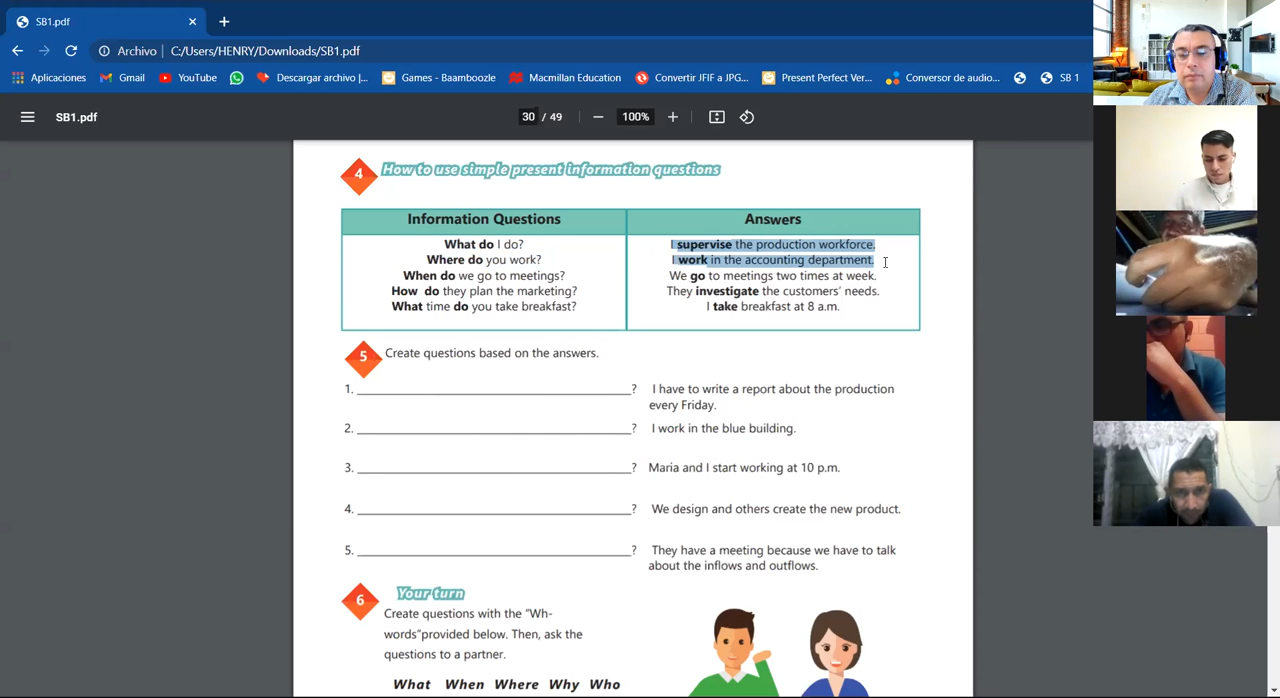 SB1.pdf
Archivo | C:/Users/HENRY/Downloads/SB1.pdf
Aplicaciones Gmail YouTube Descargar archivo |... Games - Baamboozle Macmillan Education Convertir JFIF a JPG... Present Perfect Ver... Conversor de audio... SB 1
SB1.pdf 30 / 49 100%
4 How to use simple present information questions
Information Questions Answers
What do I do? I supervise the production workforce.
Where do you work? I work in the accounting department.
When do we go to meetings? We go to meetings two times at week.
How do they plan the marketing? They investigate the customers' needs.
What time do you take breakfast? I take breakfast at 8 a.m.
5 Create questions based on the answers.
1. ______________________________? I have to write a report about the production
every Friday.
2. ______________________________? I work in the blue building.
3. ______________________________? Maria and I start working at 10 p.m.
4. ______________________________? We design and others create the new product.
5. ______________________________? They have a meeting because we have to talk
about the inflows and outflows.
6 Your turn
Create questions with the "Wh-
words"provided below. Then, ask the
questions to a partner.
What When Where Why Who